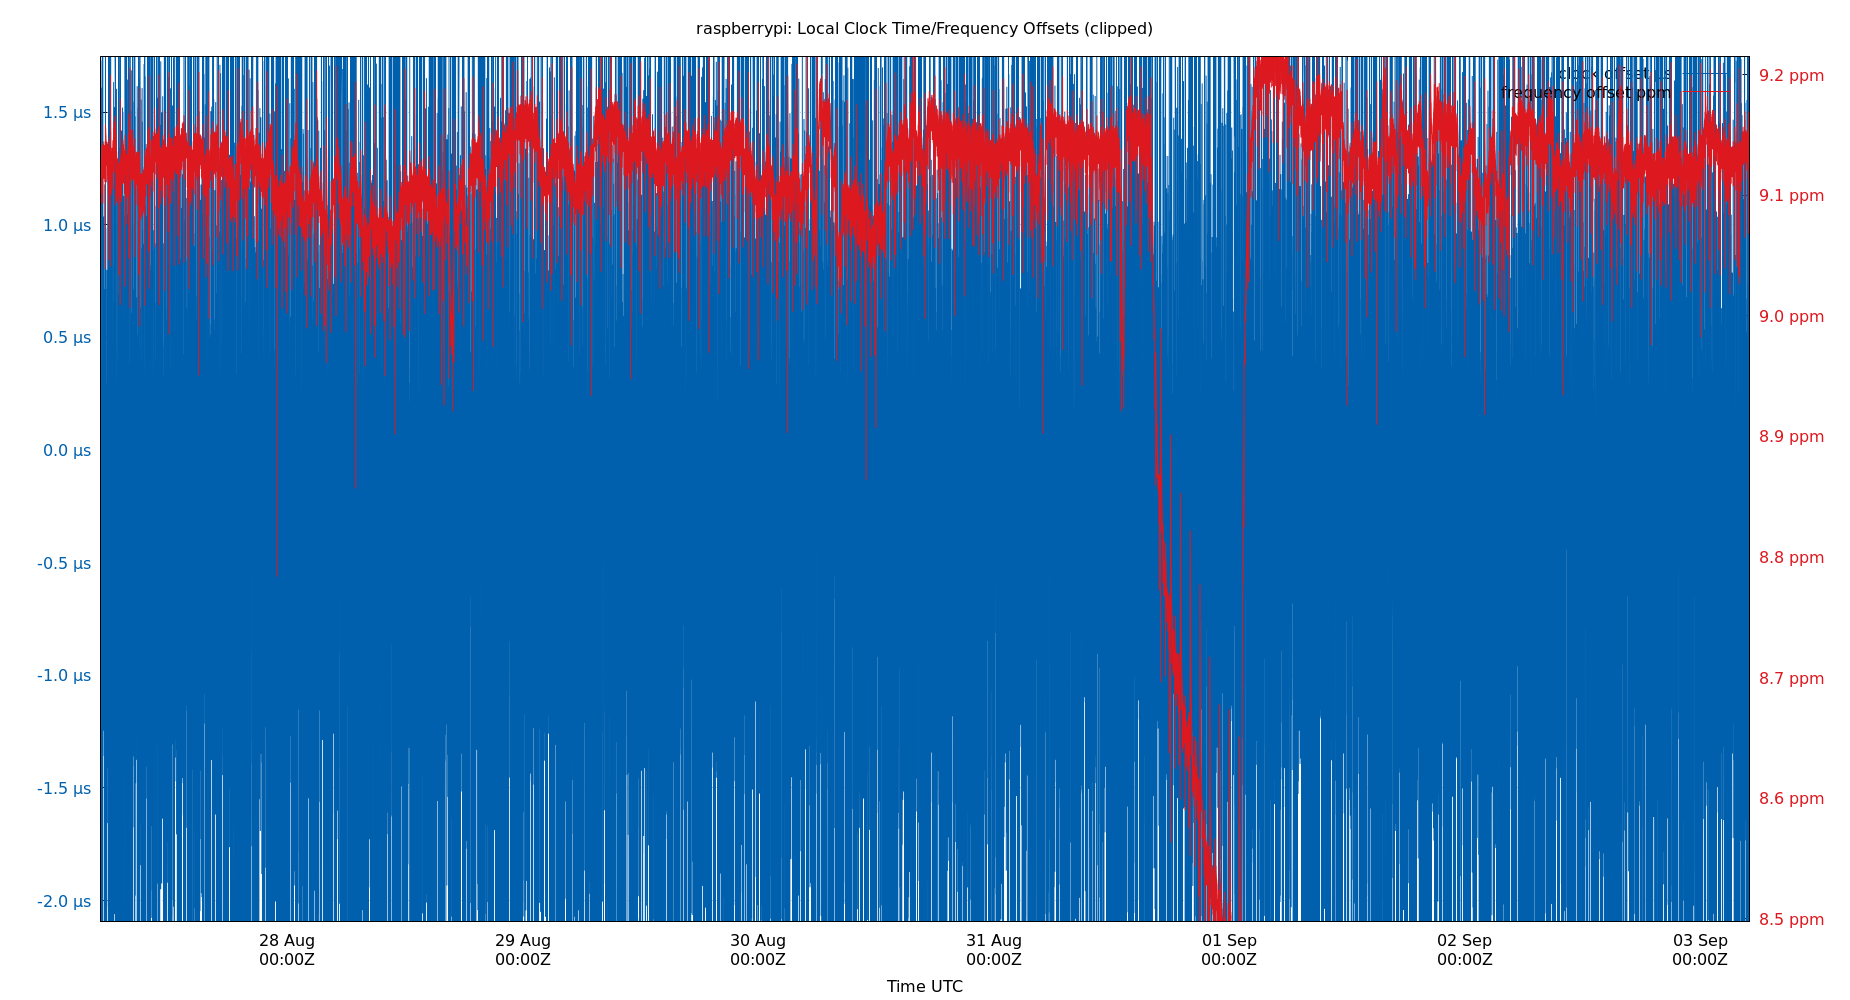 raspberrypi: Local Clock Time/Frequency Offsets (clipped)
clock offset µs
frequency offset ppm
1.5 µs
1.0 µs
0.5 µs
0.0 µs
-0.5 µs
-1.0 µs
-1.5 µs
-2.0 µs
9.2 ppm
9.1 ppm
9.0 ppm
8.9 ppm
8.8 ppm
8.7 ppm
8.6 ppm
8.5 ppm
28 Aug
00:00Z
29 Aug
00:00Z
30 Aug
00:00Z
31 Aug
00:00Z
01 Sep
00:00Z
02 Sep
00:00Z
03 Sep
00:00Z
Time UTC